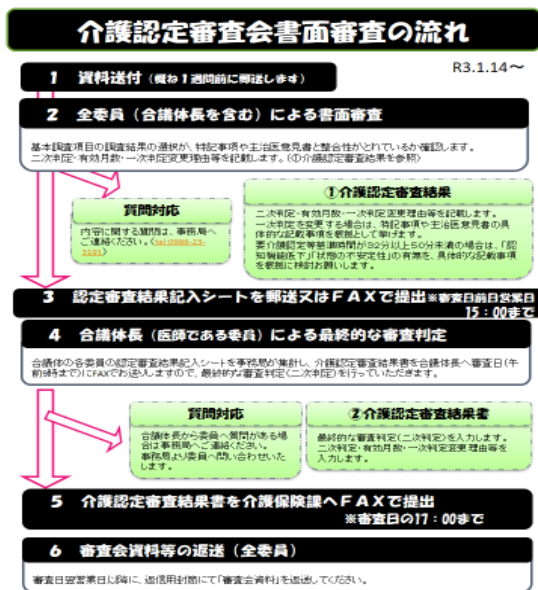 介護認定審査会書面審査の流れ
R3.1.14～
1 資料送付（概ね１週間前に郵送します）
2 全委員（合議体長を含む）による書面審査
基本調査項目の調査結果の選択が、特記事項や主治医意見書と整合性がとれているか確認します。
二次判定・有効月数・一次判定変更理由等を記載します。（①介護認定審査結果を参照）
質問対応
内容に関する質問は、事務局へ
ご連絡ください。
①介護認定審査結果
二次判定・有効月数・一次判定変更理由等を記載します。
一次判定を変更する場合は、特記事項や主治医意見書の具
体的な記載事項を根拠として挙げます。
要介護認定等基準時間が32分以上50分未満の場合は、「認
知機能低下」「状態の不安定性」の有無を、具体的な記載事項
を根拠に検討お願いします。
3 認定審査結果記入シートを郵送又はＦＡＸで提出※審査日前日営業日
15：00まで
4 合議体長（医師である委員）による最終的な審査判定
合議体の各委員の認定審査結果記入シートを事務局が集計し、介護認定審査結果書を合議体長へ審査日（午
前9時まで）にFAXでお送りしますので、最終的な審査判定（二次判定）を行っていただきます。
質問対応
合議体長から委員へ質問がある場
合は事務局へご連絡ください。
事務局より委員へ問い合わせいた
します。
②介護認定審査結果書
最終的な審査判定（二次判定）を入力します。
二次判定・有効月数・一次判定変更理由等を
入力します。
5 介護認定審査結果書を介護保険課へＦＡＸで提出
※審査日の17：00まで
6 審査会資料等の返送（全委員）
審査日翌営業日以降に、返信用封筒にて「審査会資料」を返送してください。